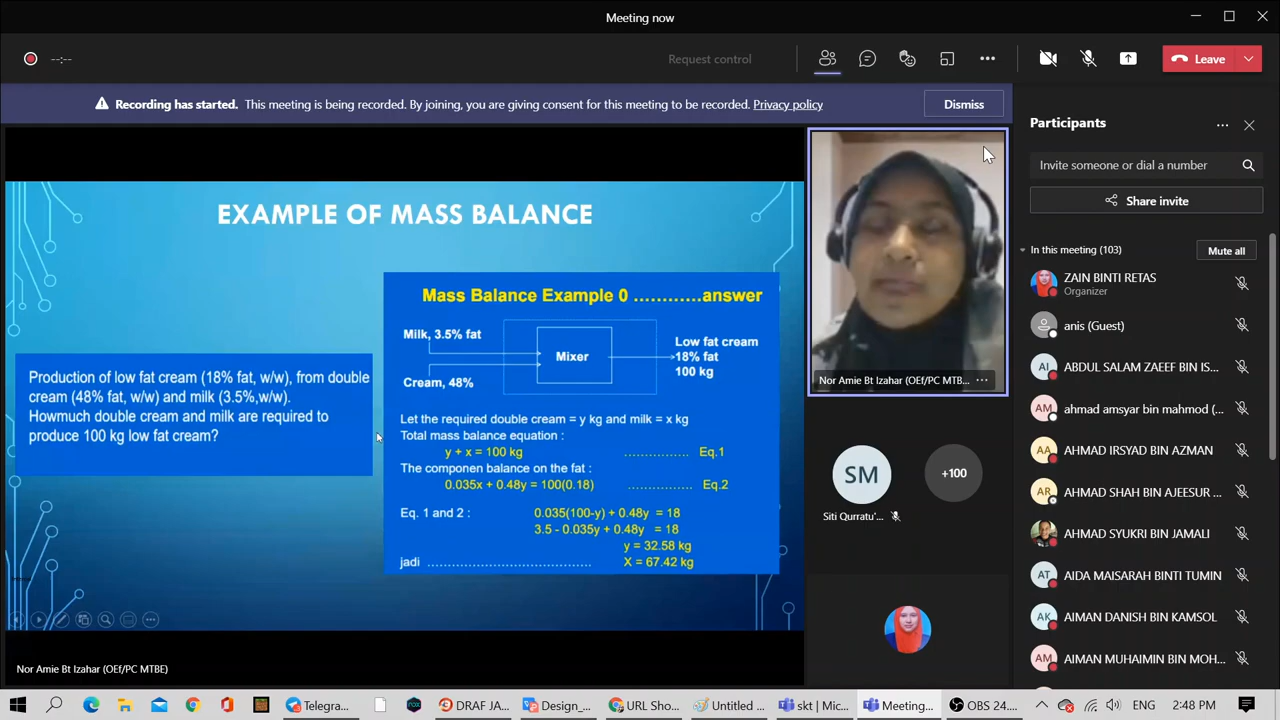 Meeting now
--:--
Request control
Leave
Recording has started. This meeting is being recorded. By joining, you are giving consent for this meeting to be recorded. Privacy policy
Dismiss
EXAMPLE OF MASS BALANCE
Production of low fat cream (18% fat, w/w), from double
cream (48% fat, w/w) and milk (3.5%,w/w).
Howmuch double cream and milk are required to
produce 100 kg low fat cream?
Mass Balance Example 0 ............answer
Milk, 3.5% fat
Cream, 48%
Mixer
Low fat cream
18% fat
100 kg
Let the required double cream = y kg and milk = x kg
Total mass balance equation :
y + x = 100 kg ................ Eq.1
The componen balance on the fat :
0.035x + 0.48y = 100(0.18) ................ Eq.2
Eq. 1 and 2 : 0.035(100-y) + 0.48y = 18
3.5 - 0.035y + 0.48y = 18
y = 32.58 kg
jadi ......................................... X = 67.42 kg
Nor Amie Bt Izahar (OEf/PC MTBE)
Nor Amie Bt Izahar (OEf/PC MTB...
SM
Siti Qurratu'...
+100
Participants
Invite someone or dial a number
Share invite
In this meeting (103)
Mute all
ZAIN BINTI RETAS
Organizer
anis (Guest)
AI
ABDUL SALAM ZAEEF BIN IS...
AM
ahmad amsyar bin mahmod (...
AA
AHMAD IRSYAD BIN AZMAN
AR
AHMAD SHAH BIN AJEESUR ...
AHMAD SYUKRI BIN JAMALI
AT
AIDA MAISARAH BINTI TUMIN
AK
AIMAN DANISH BIN KAMSOL
AM
AIMAN MUHAIMIN BIN MOH...
Telegra...
DRAF JA...
Design_...
URL Sho...
Untitled ...
skt | Mic...
Meeting...
OBS 24....
ENG
2:48 PM